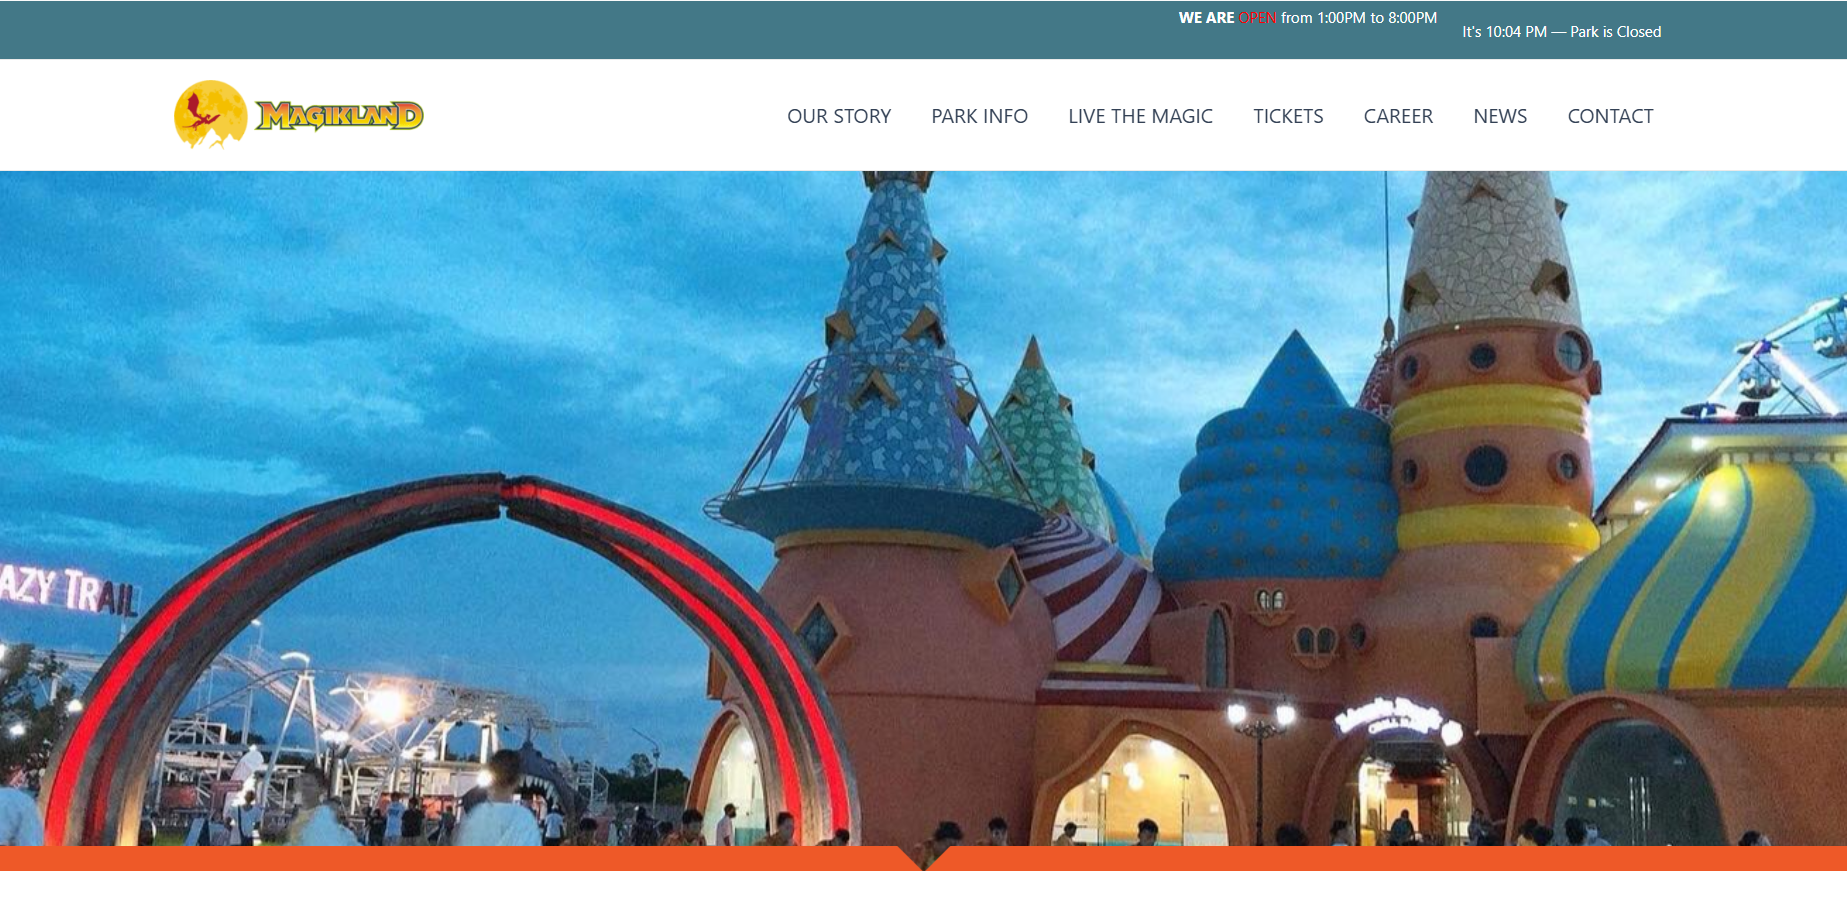 WE ARE OPEN from 1:00PM to 8:00PM
It's 10:04 PM — Park is Closed
MAGIKLAND
OUR STORY PARK INFO LIVE THE MAGIC TICKETS CAREER NEWS CONTACT
AZY TRAIL